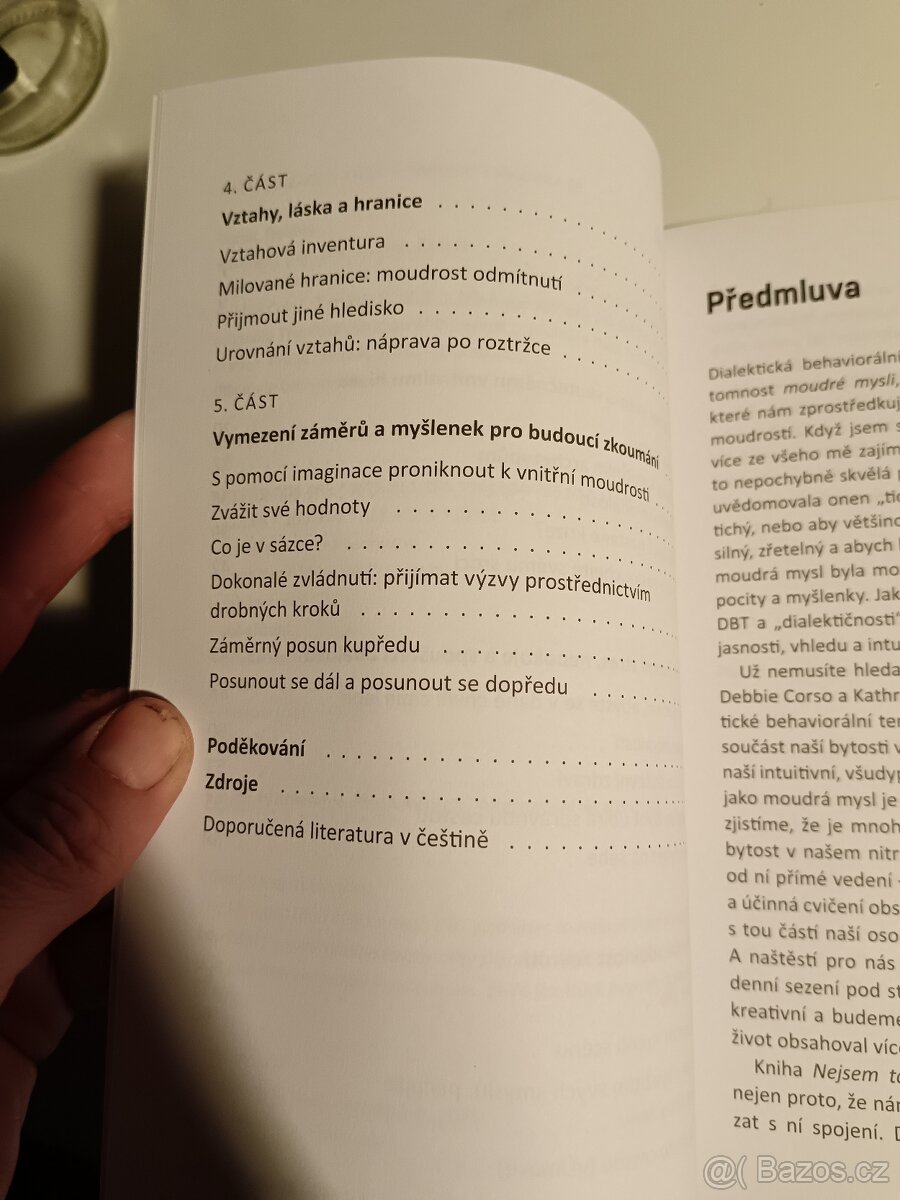 4. ČÁST
Vztahy, láska a hranice . . . . . . . . . . . .
Vztahová inventura . . . . . . . . . . . .
Milované hranice: moudrost odmítnutí . . . . . .
Přijmout jiné hledisko . . . . . . . . . . . .
Urovnání vztahů: náprava po roztržce . . . . . .
5. ČÁST
Vymezení záměrů a myšlenek pro budoucí zkoumání
S pomocí imaginace proniknout k vnitřní moudrosti
Zvážit své hodnoty . . . . . . . . . . . .
Co je v sázce? . . . . . . . . . . . .
Dokonalé zvládnutí: přijímat výzvy prostřednictvím
drobných kroků . . . . . . . . . . . .
Záměrný posun kupředu . . . . . . . . . . . .
Posunout se dál a posunout se dopředu . . . . . .
Poděkování . . . . . . . . . . . .
Zdroje . . . . . . . . . . . .
Doporučená literatura v češtině . . . . . . . . .
Předmluva
Dialektická behaviorální
tomnost moudré mysli,
které nám zprostředkuj
moudrostí. Když jsem s
více ze všeho mě zajím
to nepochybně skvělá p
uvědomovala onen „tic
tichý, nebo aby většino
silný, zřetelný a abych
moudrá mysl byla mo
pocity a myšlenky. Jak
DBT a „dialektičnosti“
jasnosti, vhledu a intu
Už nemusíte hleda
Debbie Corso a Kathr
tické behaviorální ter
součást naší bytosti v
naší intuitivní, všudyp
jako moudrá mysl je
zjistíme, že je mnoh
bytost v našem nitr
od ní přímé vedení
a účinná cvičení obs
s tou částí naší oso
A naštěstí pro nás
denní sezení pod st
kreativní a budeme
život obsahoval víc
Kniha Nejsem to
nejen proto, že nár
zat s ní spojení. D
@( Bazos.cz